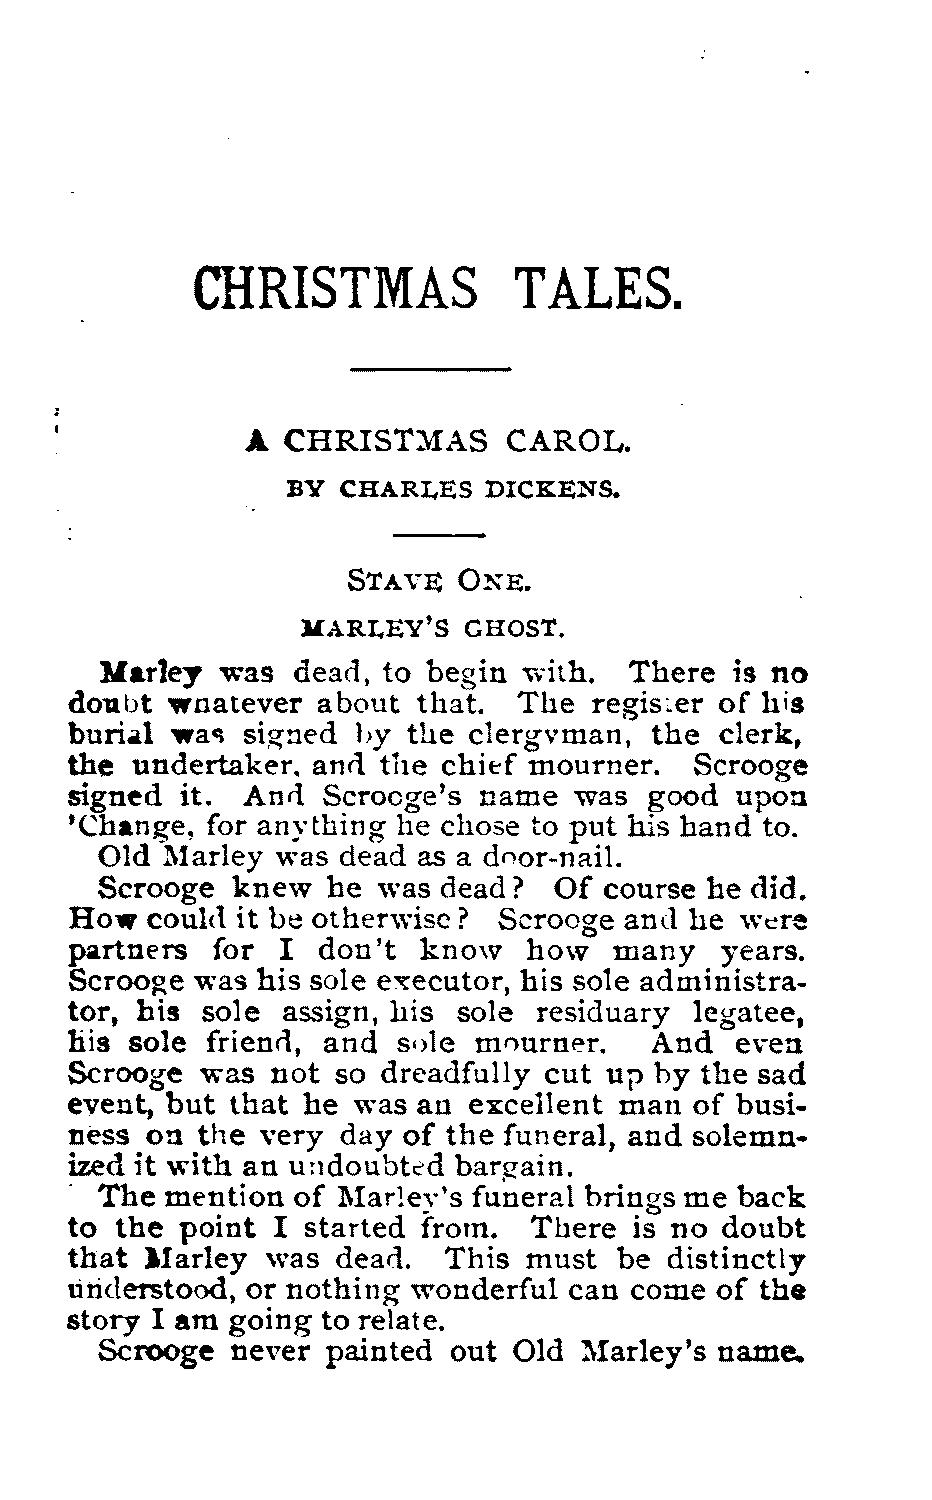 CHRISTMAS TALES.
A CHRISTMAS CAROL.
BY CHARLES DICKENS.
STAVE ONE.
MARLEY'S GHOST.
Marley was dead, to begin with. There is no
doubt whatever about that. The register of his
burial was signed by the clergyman, the clerk,
the undertaker, and the chief mourner. Scrooge
signed it. And Scrooge's name was good upon
'Change, for anything he chose to put his hand to.
Old Marley was dead as a door-nail.
Scrooge knew he was dead? Of course he did.
How could it be otherwise? Scrooge and he were
partners for I don't know how many years.
Scrooge was his sole executor, his sole administra-
tor, his sole assign, his sole residuary legatee,
his sole friend, and sole mourner. And even
Scrooge was not so dreadfully cut up by the sad
event, but that he was an excellent man of busi-
ness on the very day of the funeral, and solemn-
ized it with an undoubted bargain.
The mention of Marley's funeral brings me back
to the point I started from. There is no doubt
that Marley was dead. This must be distinctly
understood, or nothing wonderful can come of the
story I am going to relate.
Scrooge never painted out Old Marley's name.